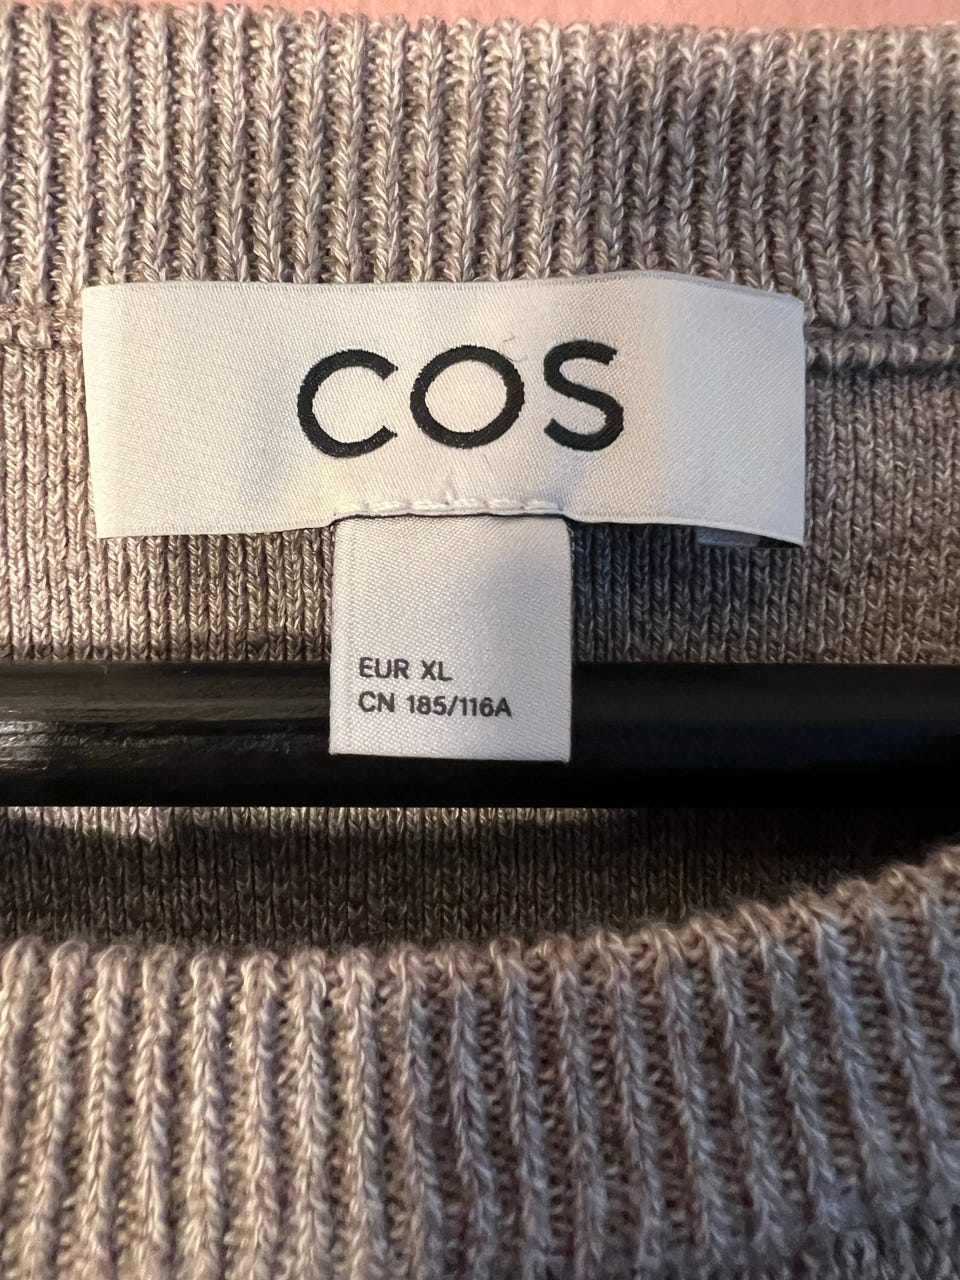 COS
EUR XL
CN 185/116A